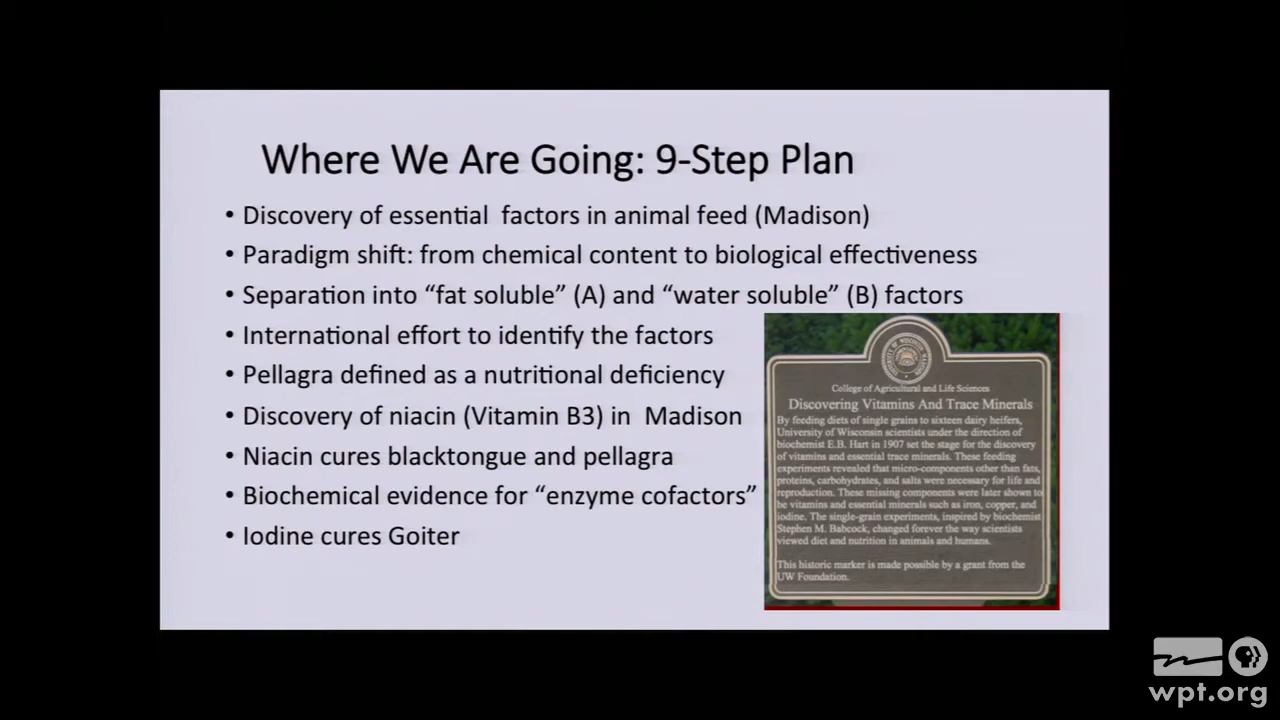 Where We Are Going: 9-Step Plan
• Discovery of essential factors in animal feed (Madison)
• Paradigm shift: from chemical content to biological effectiveness
• Separation into “fat soluble” (A) and “water soluble” (B) factors
• International effort to identify the factors
• Pellagra defined as a nutritional deficiency
• Discovery of niacin (Vitamin B3) in Madison
• Niacin cures blacktongue and pellagra
• Biochemical evidence for “enzyme cofactors”
• Iodine cures Goiter
College of Agricultural and Life Sciences
Discovering Vitamins And Trace Minerals
By feeding diets of single grains to sixteen dairy heifers,
University of Wisconsin scientists under the direction of
biochemist E.B. Hart in 1907 set the stage for the discovery
of vitamins and essential trace minerals. These feeding
experiments revealed that micro-components other than fats,
proteins, carbohydrates, and salts were necessary for life and
reproduction. These missing components were later shown to
be vitamins and essential minerals such as iron, copper, and
iodine. The single-grain experiments, inspired by biochemist
Stephen M. Babcock, changed forever the way scientists
viewed diet and nutrition in animals and humans.
This historic marker is made possible by a grant from the
UW Foundation.
wpt.org